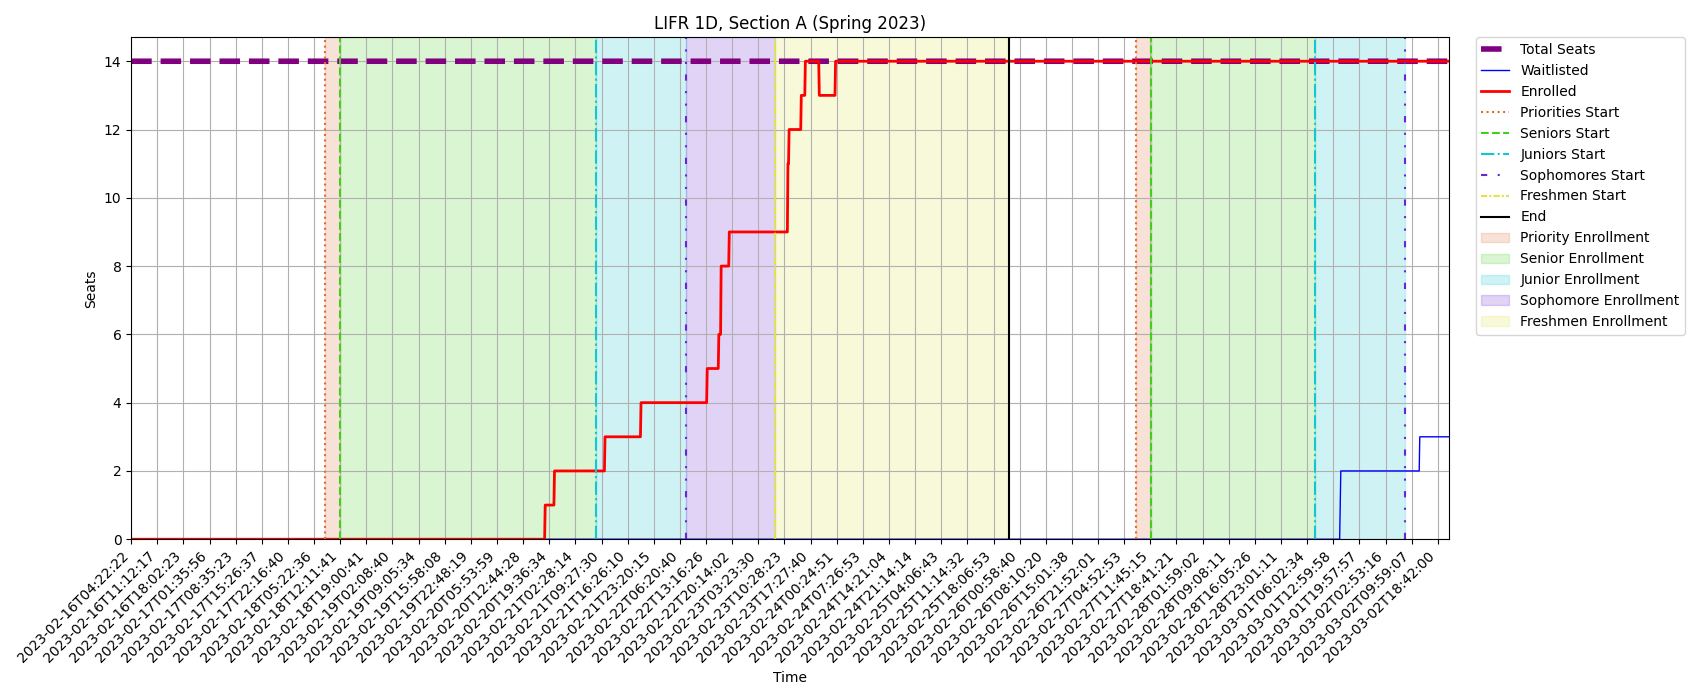 LIFR 1D, Section A (Spring 2023)
Total Seats
Waitlisted
Enrolled
Priorities Start
Seniors Start
Juniors Start
Sophomores Start
Freshmen Start
End
Priority Enrollment
Senior Enrollment
Junior Enrollment
Sophomore Enrollment
Freshmen Enrollment
Seats
14
12
10
8
6
4
2
0
2023-02-16T04:22:22
2023-02-16T11:12:17
2023-02-16T18:02:23
2023-02-17T01:35:56
2023-02-17T08:35:23
2023-02-17T15:26:37
2023-02-17T22:16:40
2023-02-18T05:22:36
2023-02-18T12:11:41
2023-02-18T19:00:41
2023-02-19T02:08:40
2023-02-19T09:05:34
2023-02-19T15:58:08
2023-02-19T22:48:19
2023-02-20T05:53:59
2023-02-20T12:44:28
2023-02-20T19:36:34
2023-02-21T02:28:14
2023-02-21T09:27:30
2023-02-21T16:26:10
2023-02-21T23:20:15
2023-02-22T06:20:40
2023-02-22T13:16:26
2023-02-22T20:14:02
2023-02-23T03:23:30
2023-02-23T10:28:23
2023-02-23T17:27:40
2023-02-24T00:24:51
2023-02-24T07:26:53
2023-02-24T14:21:04
2023-02-24T21:14:14
2023-02-25T04:06:43
2023-02-25T11:14:32
2023-02-25T18:06:53
2023-02-26T00:58:40
2023-02-26T08:10:20
2023-02-26T15:01:38
2023-02-26T21:52:01
2023-02-27T04:52:53
2023-02-27T11:45:15
2023-02-27T18:41:21
2023-02-28T01:59:02
2023-02-28T09:08:11
2023-02-28T16:05:26
2023-02-28T23:01:11
2023-03-01T06:02:34
2023-03-01T12:59:58
2023-03-01T19:57:57
2023-03-02T02:53:16
2023-03-02T09:59:07
2023-03-02T18:42:00
Time